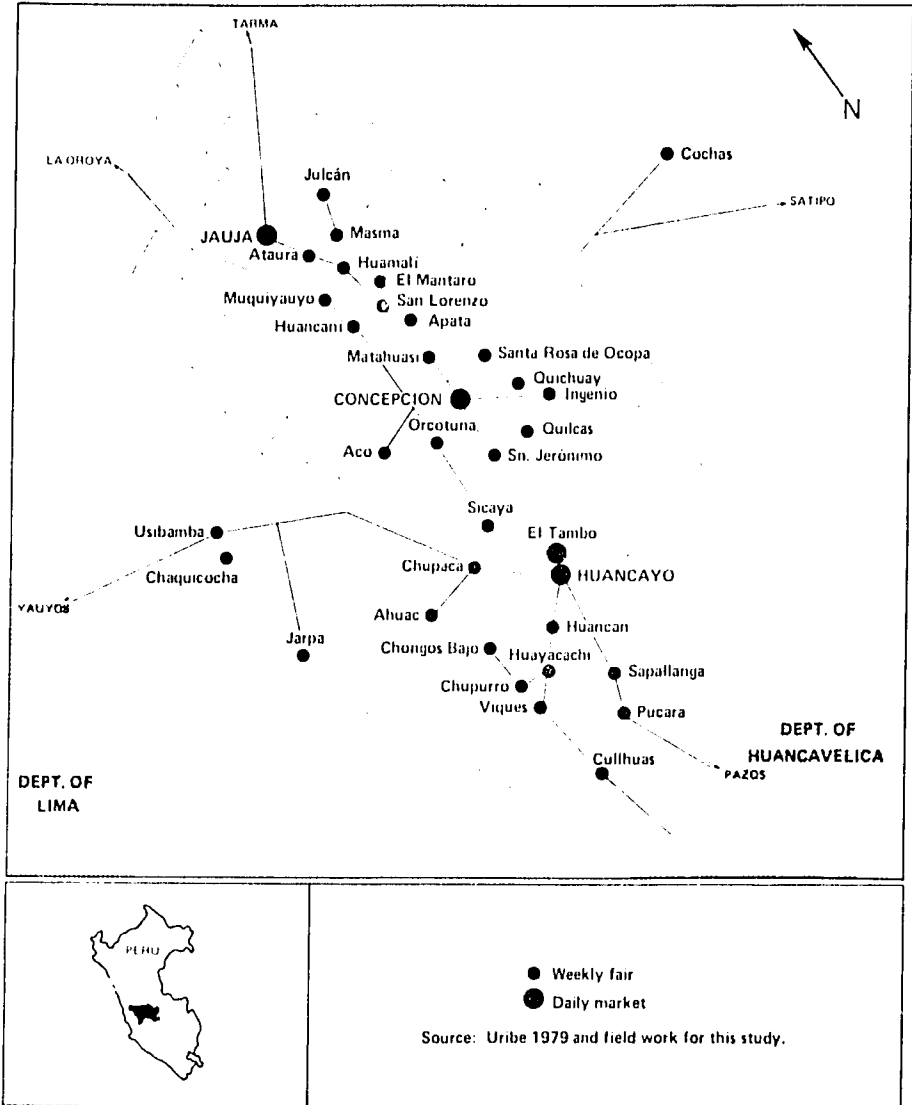 TARMA
N
LA OROYA
Cochas
Julcán
SATIPO
JAUJA
Masma
Ataura
Huamalí
El Mantaro
Muquiyauyo
San Lorenzo
Huancaní
Apata
Matahuasi
Santa Rosa de Ocopa
Quichuay
CONCEPCION
Ingenio
Orcotuna
Quilcas
Aco
Sn. Jerónimo
Sicaya
Usibamba
El Tambo
Chupaca
HUANCAYO
Chaquicocha
YAUYOS
Ahuac
Huancan
Jarpa
Chongos Bajo
Huayacachi
Sapallanga
Chupurro
Viques
Pucara
DEPT. OF
HUANCAVELICA
Cullhuas
PAZOS
DEPT. OF
LIMA
PERU
Weekly fair
Daily market
Source: Uribe 1979 and field work for this study.